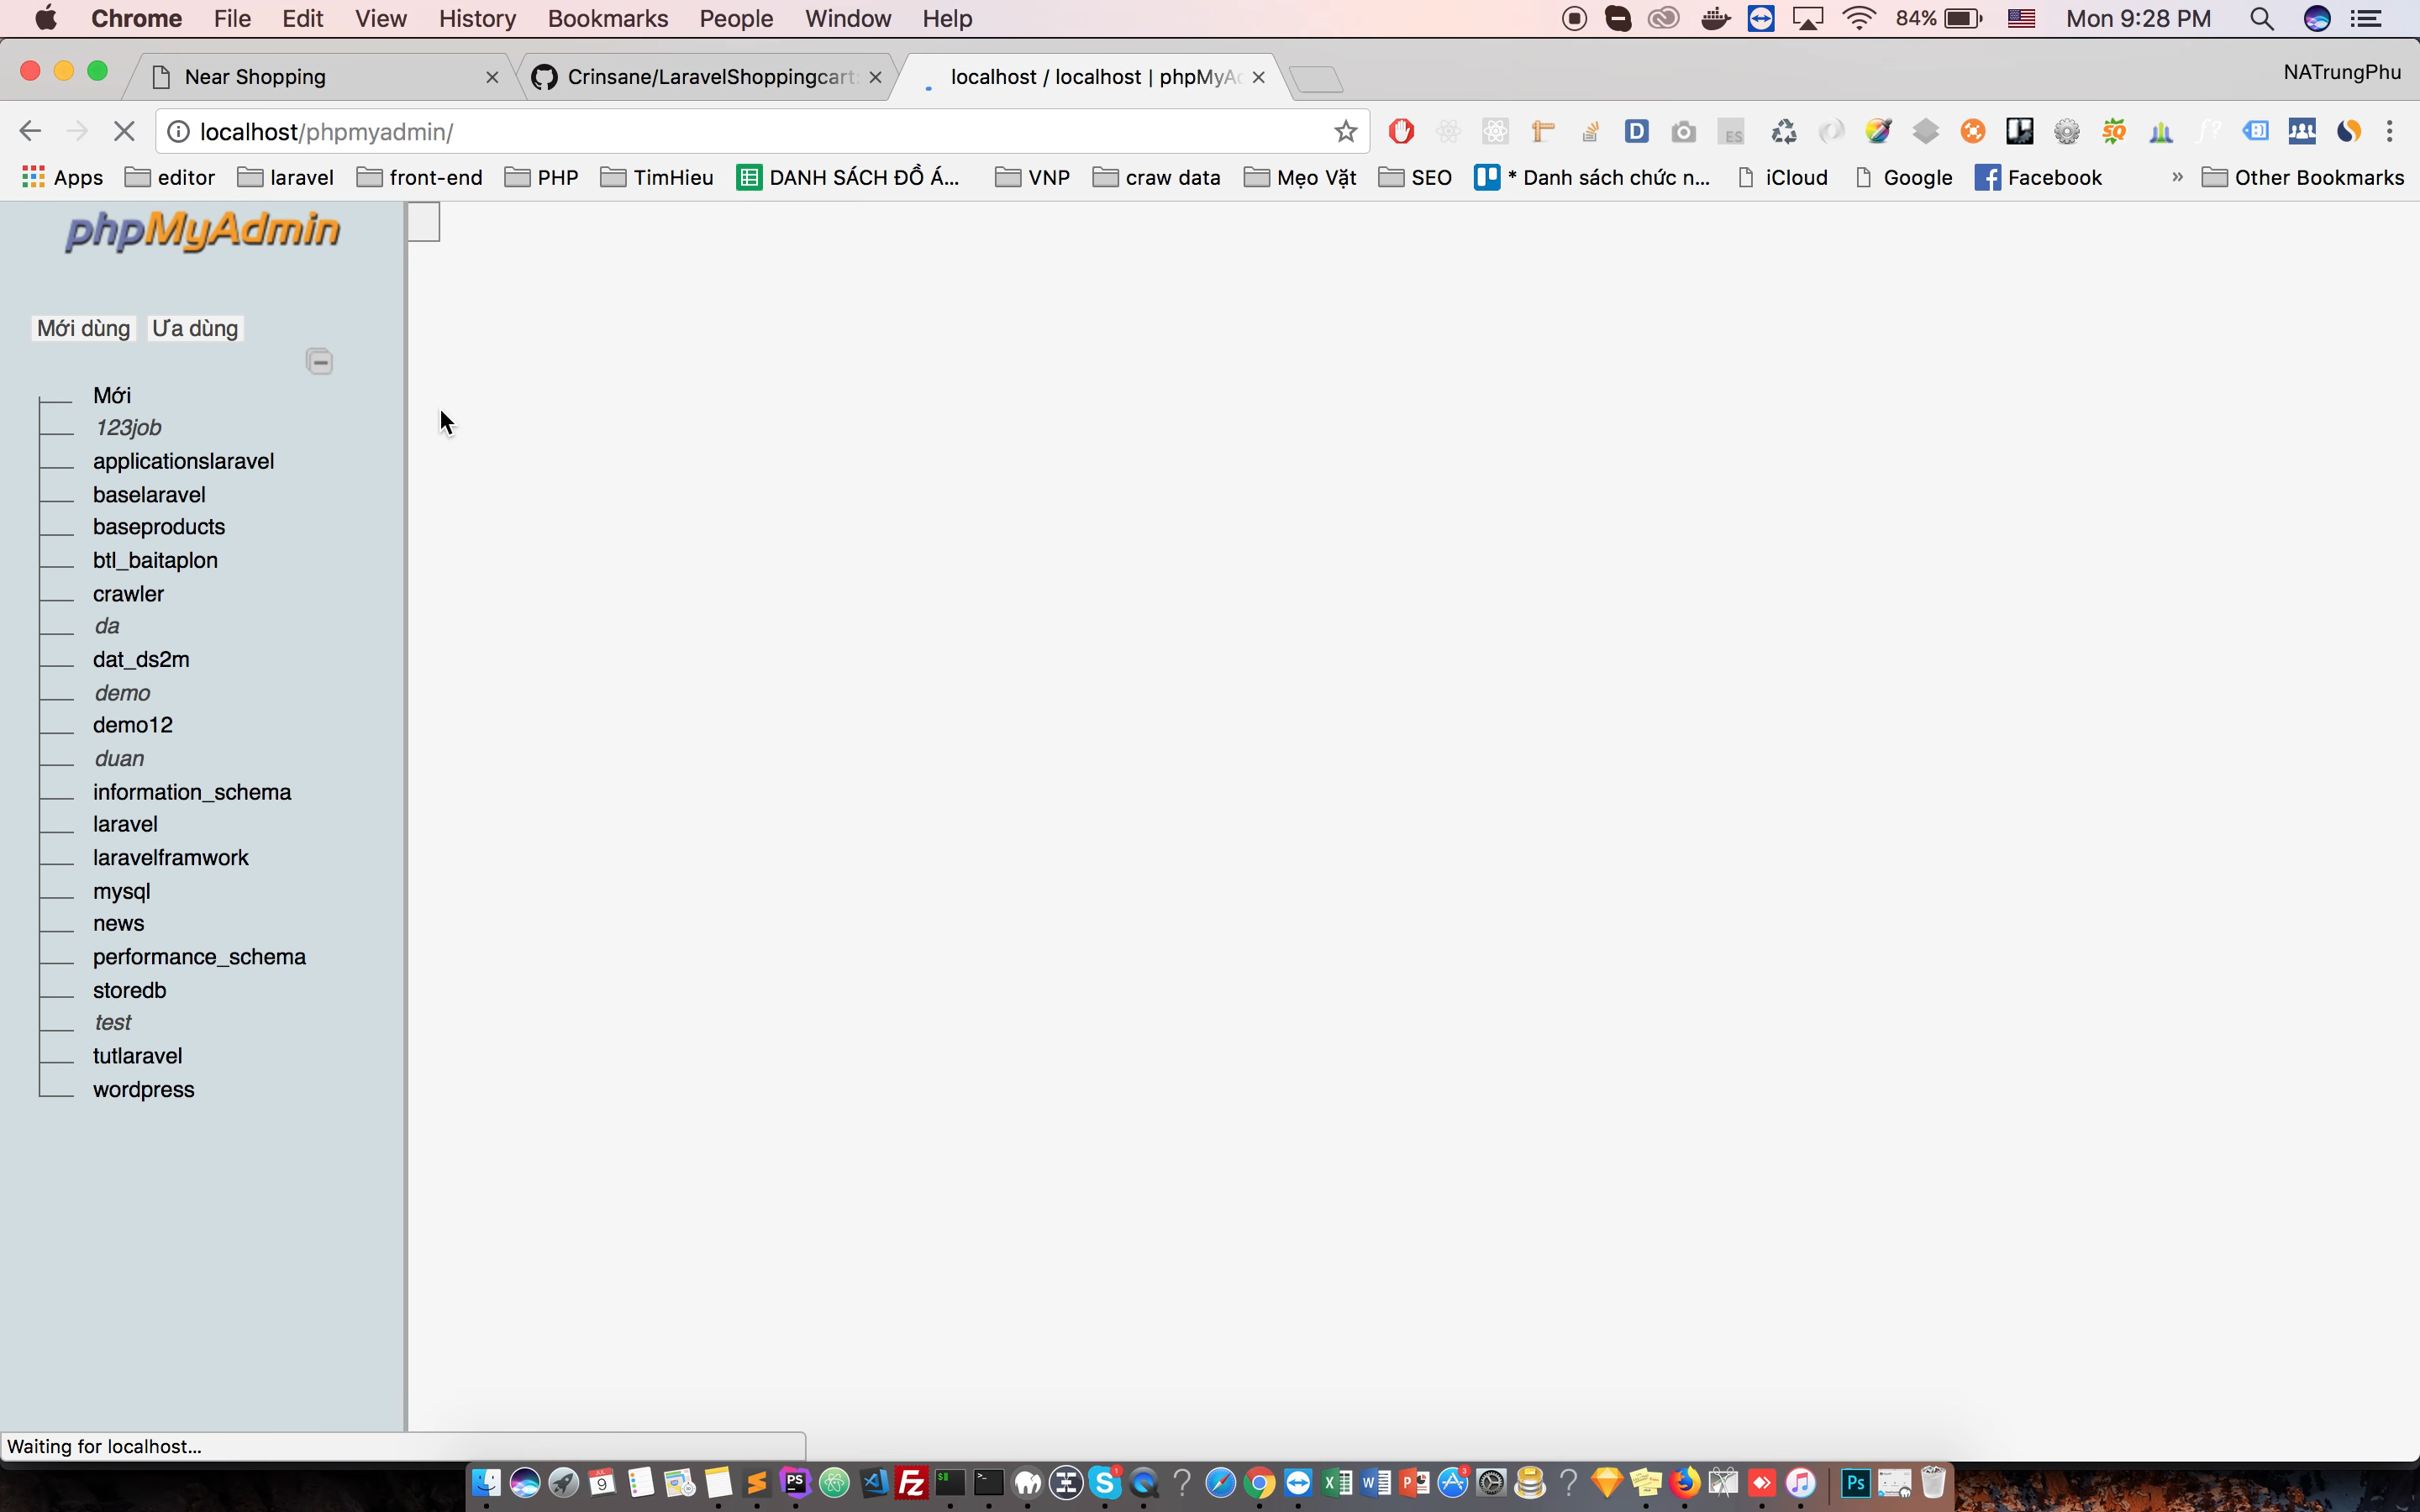 Chrome File Edit View History Bookmarks People Window Help 84% Mon 9:28 PM
Near Shopping Crinsane/LaravelShoppingcart: localhost / localhost | phpMyAd NATrungPhu
localhost/phpmyadmin/
Apps editor laravel front-end PHP TimHieu DANH SÁCH ĐỒ Á... VNP craw data Mẹo Vặt SEO * Danh sách chức n... iCloud Google Facebook » Other Bookmarks
phpMyAdmin
Mới dùng Ưa dùng
Mới
123job
applicationslaravel
baselaravel
baseproducts
btl_baitaplon
crawler
da
dat_ds2m
demo
demo12
duan
information_schema
laravel
laravelframwork
mysql
news
performance_schema
storedb
test
tutlaravel
wordpress
Waiting for localhost...